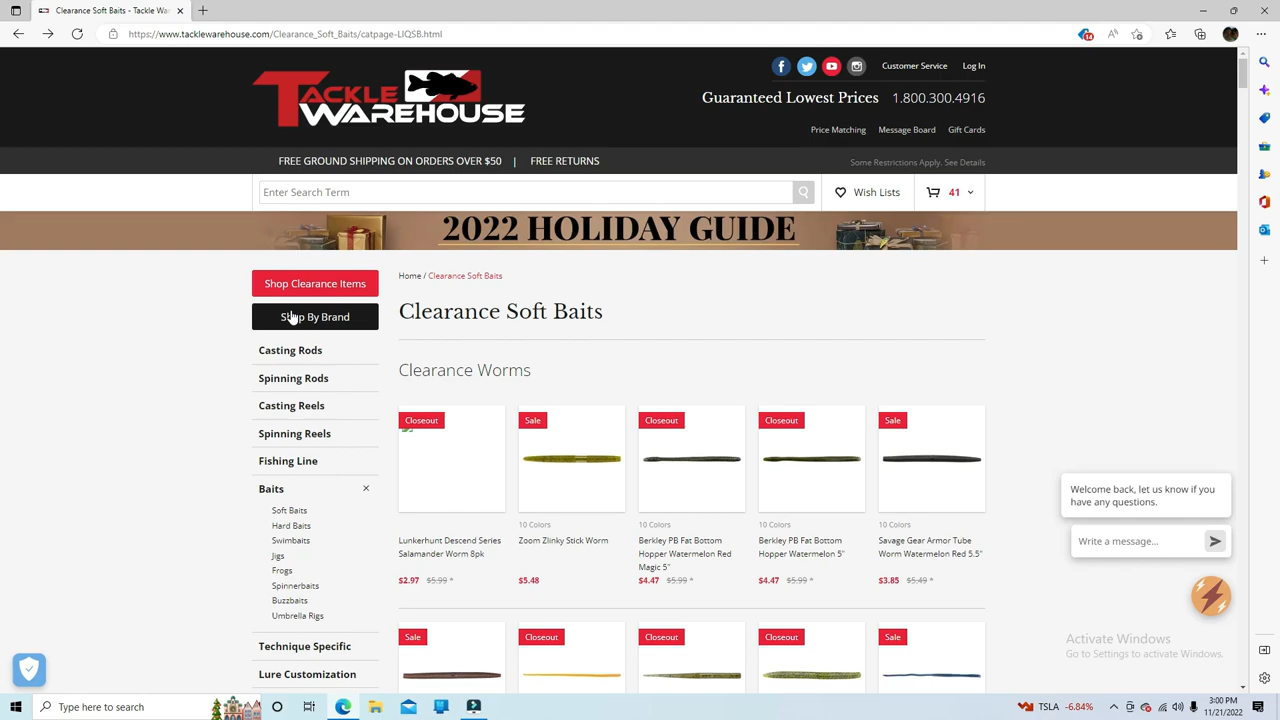 Clearance Soft Baits - Tackle War
https://www.tacklewarehouse.com/Clearance_Soft_Baits/catpage-LIQSB.html
14
TACKLE
WAREHOUSE
Customer Service
Log In
Guaranteed Lowest Prices
1.800.300.4916
Price Matching
Message Board
Gift Cards
FREE GROUND SHIPPING ON ORDERS OVER $50 | FREE RETURNS
Some Restrictions Apply. See Details
Enter Search Term
Wish Lists
41
2022 HOLIDAY GUIDE
Shop Clearance Items
Shop By Brand
Casting Rods
Spinning Rods
Casting Reels
Spinning Reels
Fishing Line
Baits
Soft Baits
Hard Baits
Swimbaits
Jigs
Frogs
Spinnerbaits
Buzzbaits
Umbrella Rigs
Technique Specific
Lure Customization
Home / Clearance Soft Baits
Clearance Soft Baits
Clearance Worms
Closeout
Lunkerhunt Descend Series
Salamander Worm 8pk
$2.97 $5.99 *
Sale
10 Colors
Zoom Zlinky Stick Worm
$5.48
Closeout
10 Colors
Berkley PB Fat Bottom
Hopper Watermelon Red
Magic 5"
$4.47 $5.99 *
Closeout
10 Colors
Berkley PB Fat Bottom
Hopper Watermelon 5"
$4.47 $5.99 *
Sale
10 Colors
Savage Gear Armor Tube
Worm Watermelon Red 5.5"
$3.85 $5.49 *
Sale
Closeout
Closeout
Closeout
Sale
Welcome back, let us know if you
have any questions.
Write a message...
Activate Windows
Go to Settings to activate Windows.
Type here to search
TSLA -6.84%
3:00 PM
11/21/2022